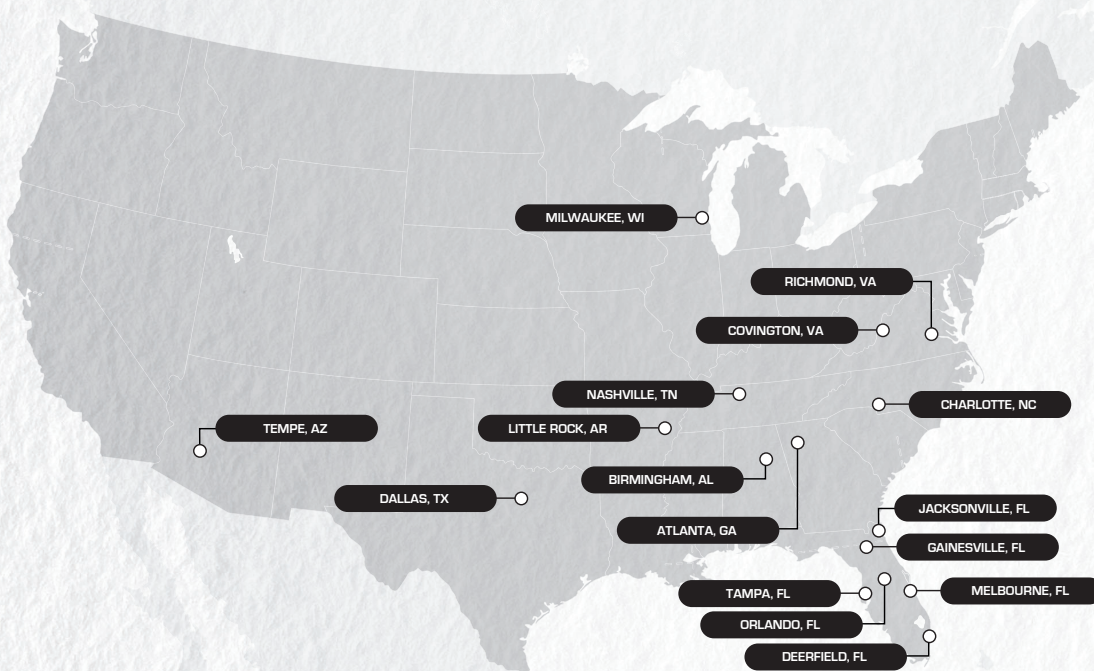 MILWAUKEE, WI
RICHMOND, VA
COVINGTON, VA
NASHVILLE, TN
CHARLOTTE, NC
TEMPE, AZ
LITTLE ROCK, AR
BIRMINGHAM, AL
DALLAS, TX
JACKSONVILLE, FL
ATLANTA, GA
GAINESVILLE, FL
MELBOURNE, FL
TAMPA, FL
ORLANDO, FL
DEERFIELD, FL